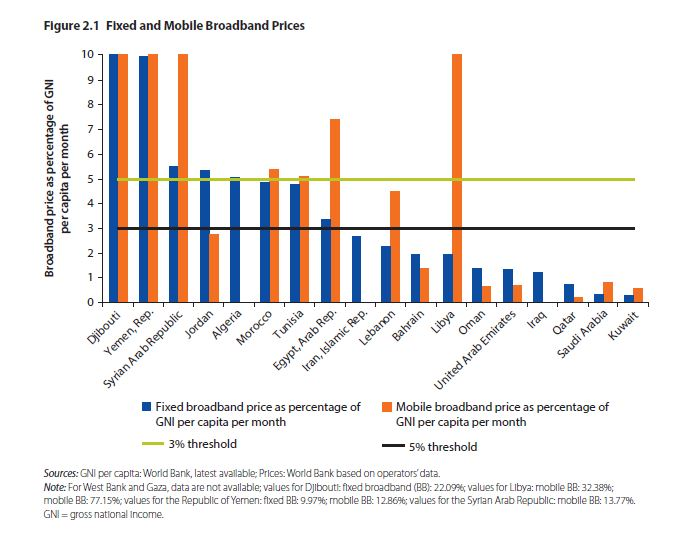 Figure 2.1 Fixed and Mobile Broadband Prices
Broadband price as percentage of GNI
per capita per month
10
9
8
7
6
5
4
3
2
1
0
Djibouti
Yemen, Rep.
Syrian Arab Republic
Jordan
Algeria
Morocco
Tunisia
Egypt, Arab Rep.
Iran, Islamic Rep.
Lebanon
Bahrain
Libya
Oman
United Arab Emirates
Iraq
Qatar
Saudi Arabia
Kuwait
Fixed broadband price as percentage of
GNI per capita per month
Mobile broadband price as percentage of
GNI per capita per month
3% threshold
5% threshold
Sources: GNI per capita: World Bank, latest available; Prices: World Bank based on operators' data.
Note: For West Bank and Gaza, data are not available; values for Djibouti: fixed broadband (BB): 22.09%; values for Libya: mobile BB: 32.38%;
mobile BB: 77.15%; values for the Republic of Yemen: fixed BB: 9.97%; mobile BB: 12.86%; values for the Syrian Arab Republic: mobile BB: 13.77%.
GNI = gross national income.